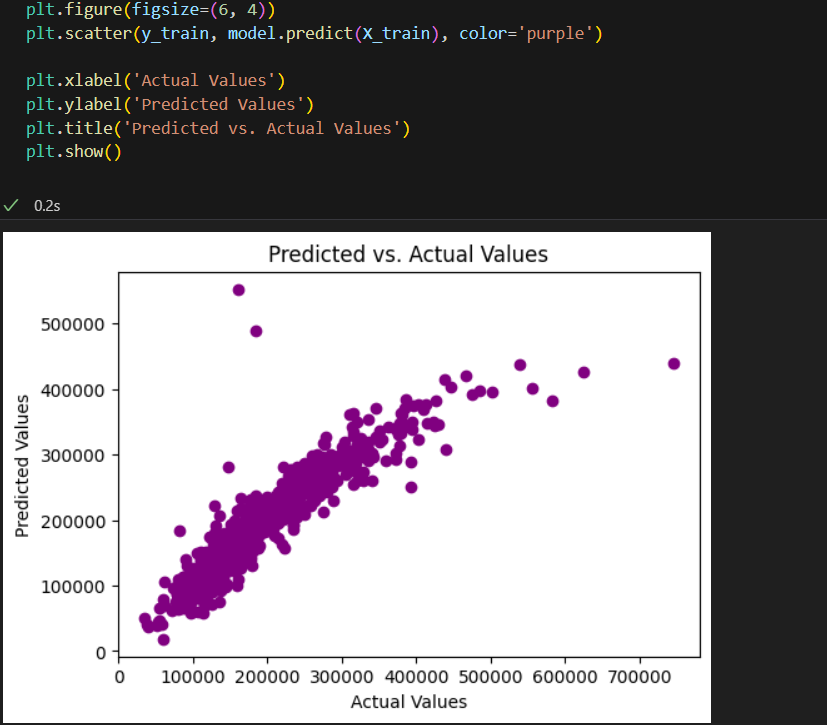 plt.figure(figsize=(6, 4))
plt.scatter(y_train, model.predict(X_train), color='purple')
plt.xlabel('Actual Values')
plt.ylabel('Predicted Values')
plt.title('Predicted vs. Actual Values')
plt.show()
0.2s
Predicted vs. Actual Values
Predicted Values
500000
400000
300000
200000
100000
0
0 100000 200000 300000 400000 500000 600000 700000
Actual Values